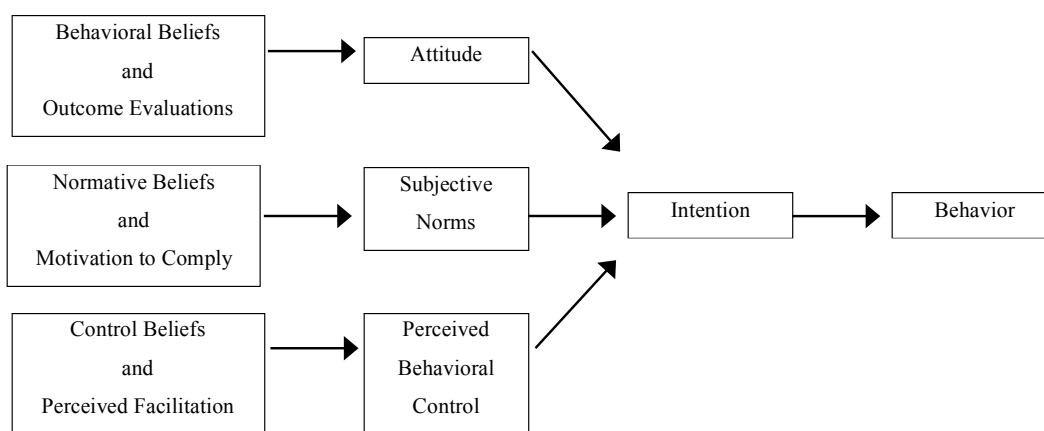 Behavioral Beliefs
and
Outcome Evaluations
Attitude
Normative Beliefs
and
Motivation to Comply
Subjective
Norms
Intention
Behavior
Control Beliefs
and
Perceived Facilitation
Perceived
Behavioral
Control